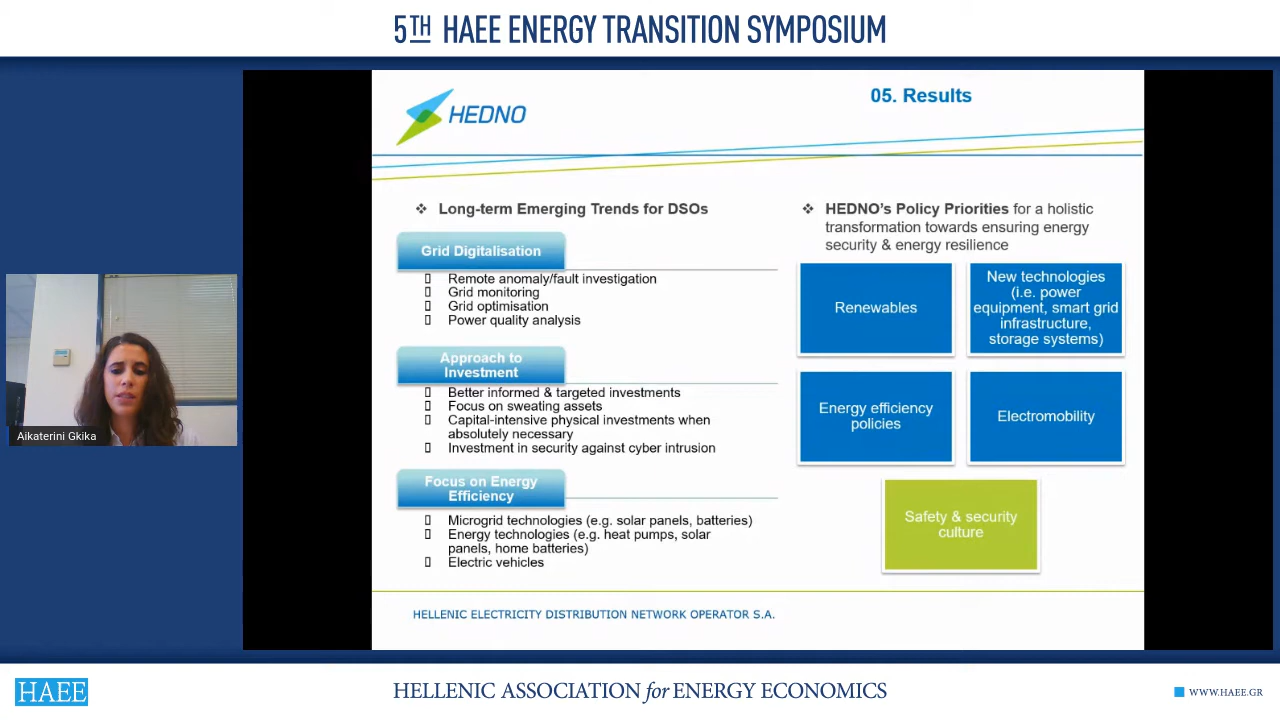 5TH HAEE ENERGY TRANSITION SYMPOSIUM
HEDNO
05. Results
Long-term Emerging Trends for DSOs
Grid Digitalisation
Remote anomaly/fault investigation
Grid monitoring
Grid optimisation
Power quality analysis
Approach to
Investment
Better informed & targeted investments
Focus on sweating assets
Capital-intensive physical investments when
absolutely necessary
Investment in security against cyber intrusion
Focus on Energy
Efficiency
Microgrid technologies (e.g. solar panels, batteries)
Energy technologies (e.g. heat pumps, solar
panels, home batteries)
Electric vehicles
HEDNO’s Policy Priorities for a holistic
transformation towards ensuring energy
security & energy resilience
Renewables
New technologies
(i.e. power
equipment, smart grid
infrastructure,
storage systems)
Energy efficiency
policies
Electromobility
Safety & security
culture
HELLENIC ELECTRICITY DISTRIBUTION NETWORK OPERATOR S.A.
Aikaterini Gkika
HAEE
HELLENIC ASSOCIATION for ENERGY ECONOMICS
WWW.HAEE.GR